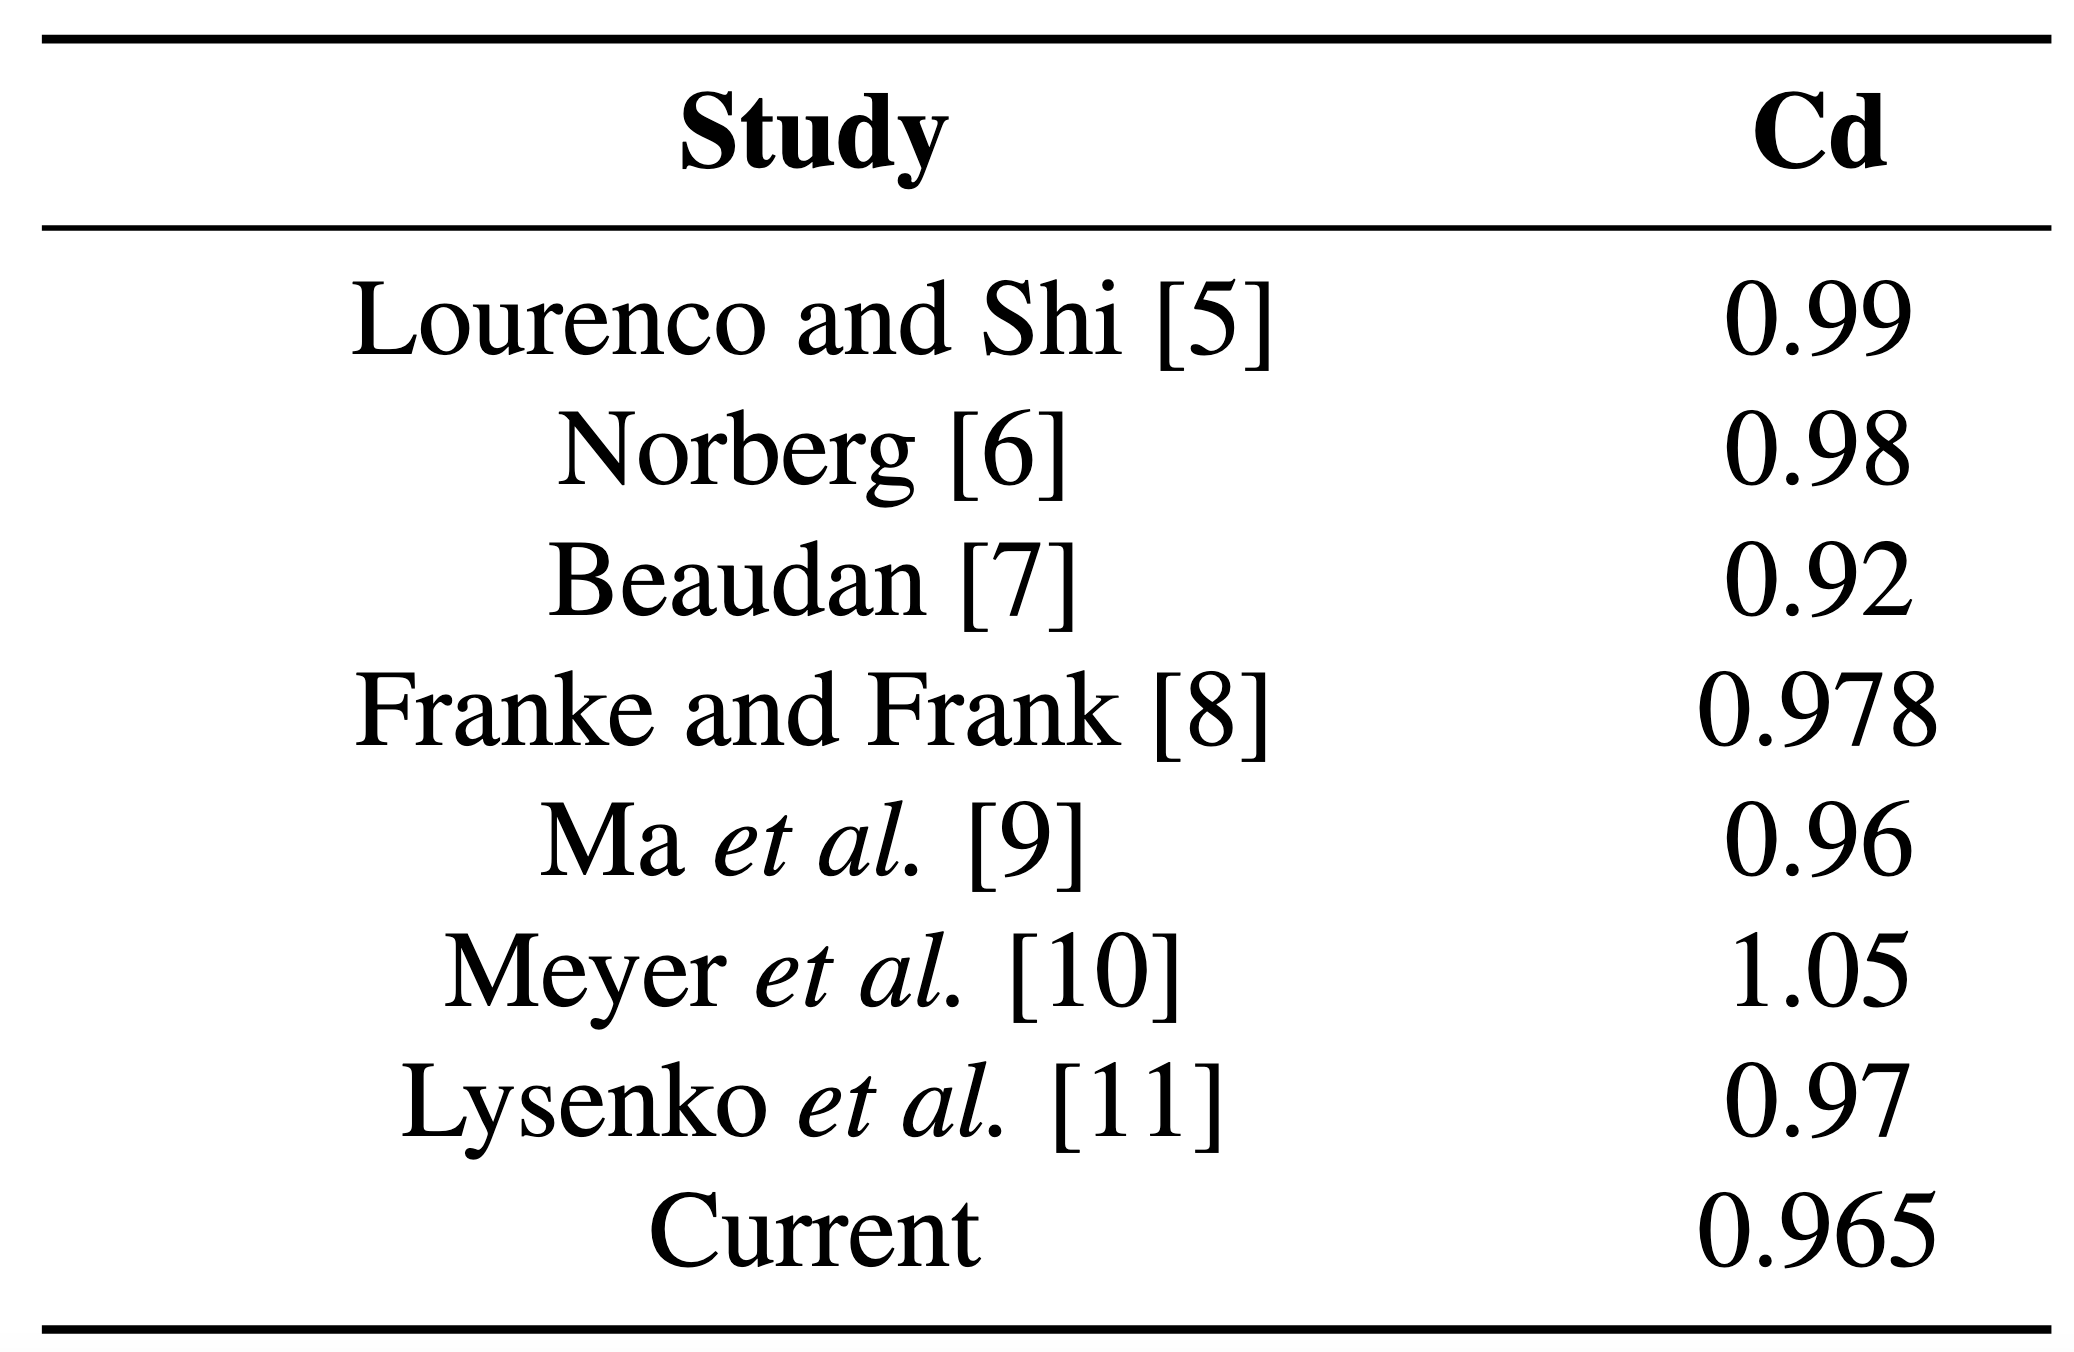 Study Cd
Lourenco and Shi [5] 0.99
Norberg [6] 0.98
Beaudan [7] 0.92
Franke and Frank [8] 0.978
Ma et al. [9] 0.96
Meyer et al. [10] 1.05
Lysenko et al. [11] 0.97
Current 0.965